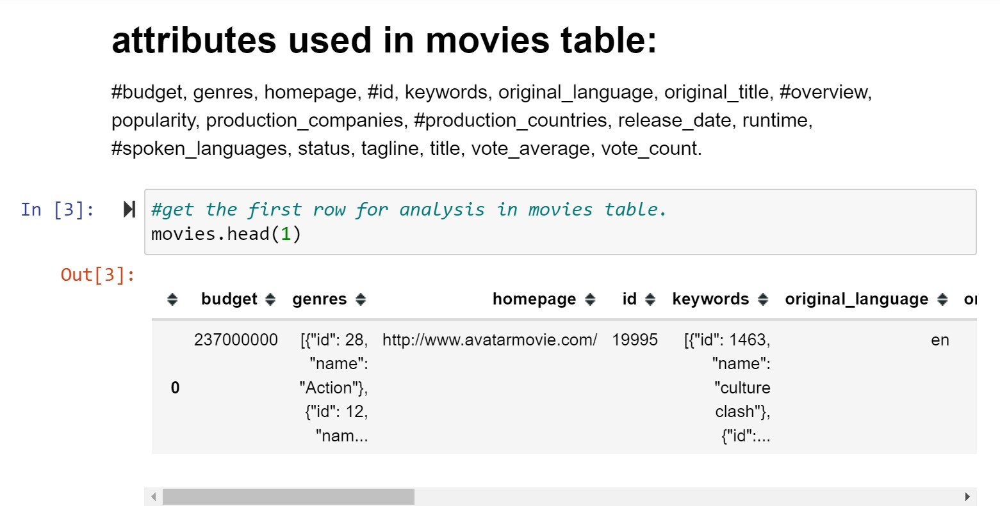 attributes used in movies table:
#budget, genres, homepage, #id, keywords, original_language, original_title, #overview,
popularity, production_companies, #production_countries, release_date, runtime,
#spoken_languages, status, tagline, title, vote_average, vote_count.
In [3]:
#get the first row for analysis in movies table.
movies.head(1)
Out[3]:
budget genres homepage id keywords original_language or
237000000 [{"id": 28, http://www.avatarmovie.com/ 19995 [{"id": 1463, en
"name": "name":
0 "Action"}, "culture
{"id": 12, clash"},
"nam... {"id":...